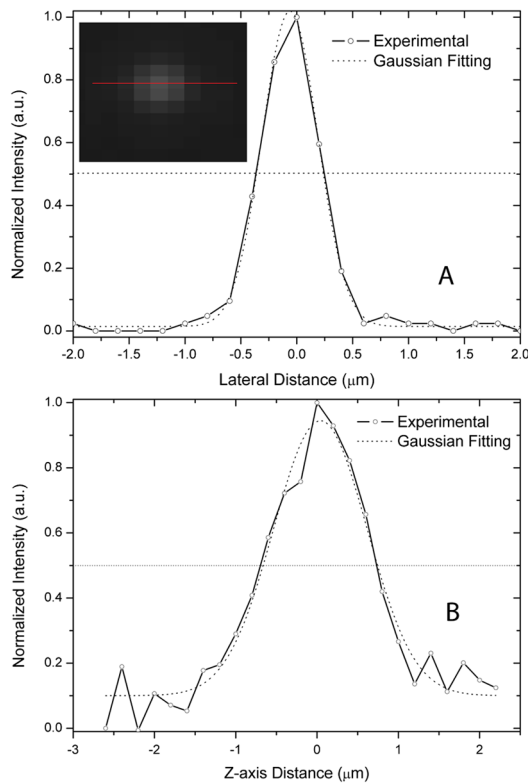 1.0
0.8
0.6
0.4
0.2
0.0
Normalized Intensity (a.u.)
Experimental
Gaussian Fitting
A
-2.0 -1.5 -1.0 -0.5 0.0 0.5 1.0 1.5 2.0
Lateral Distance (μm)
1.0
0.8
0.6
0.4
0.2
0.0
Normalized Intensity (a.u.)
Experimental
Gaussian Fitting
B
-3 -2 -1 0 1 2
Z-axis Distance (μm)